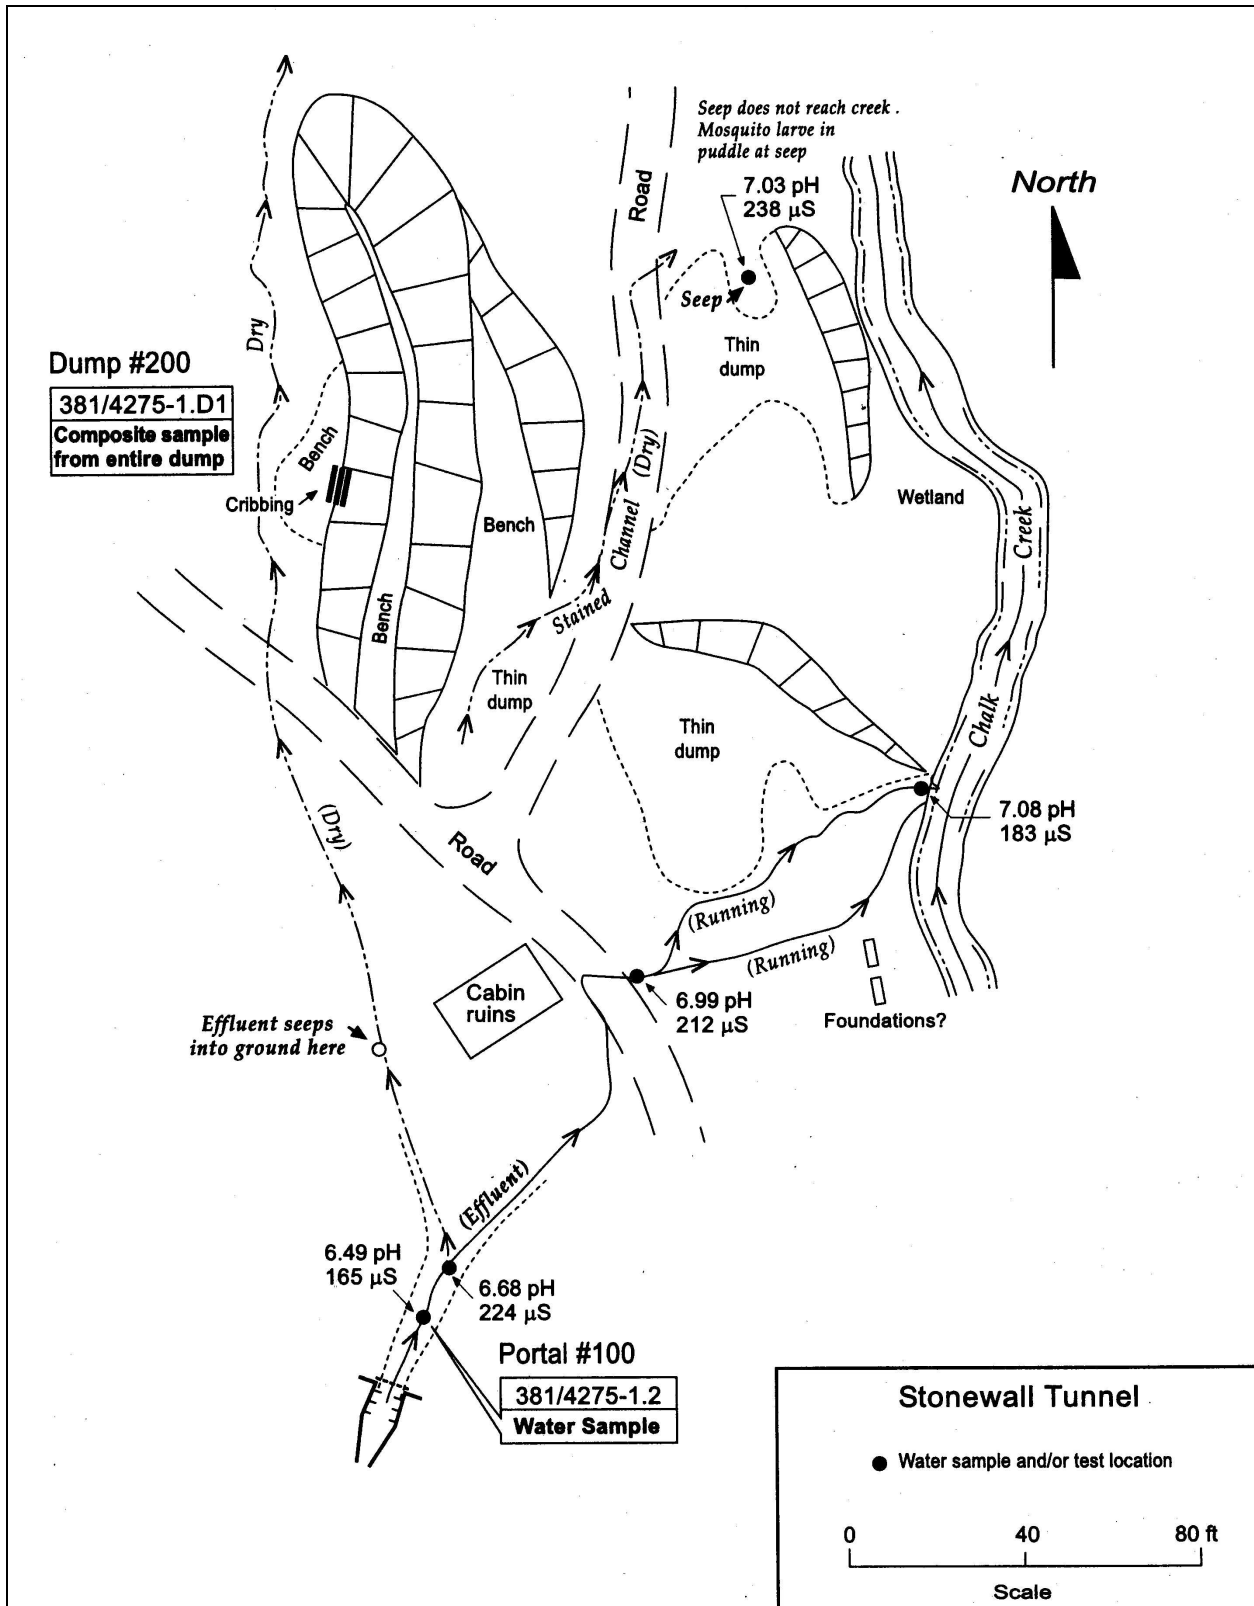 Seep does not reach creek .
Mosquito larve in
puddle at seep
7.03 pH
238 µS
North
Road
Seep
Thin
dump
Dry
Dump #200
381/4275-1.D1
Composite sample
from entire dump
Bench
Cribbing
Bench
Bench
Stained
Channel
(Dry)
Wetland
Creek
Chalk
Thin
dump
Thin
dump
7.08 pH
183 µS
(Dry)
Road
(Running)
(Running)
Cabin
ruins
6.99 pH
212 µS
Foundations?
Effluent seeps
into ground here
(Effluent)
6.49 pH
165 µS
6.68 pH
224 µS
Portal #100
381/4275-1.2
Water Sample
Stonewall Tunnel
Water sample and/or test location
0 40 80 ft
Scale